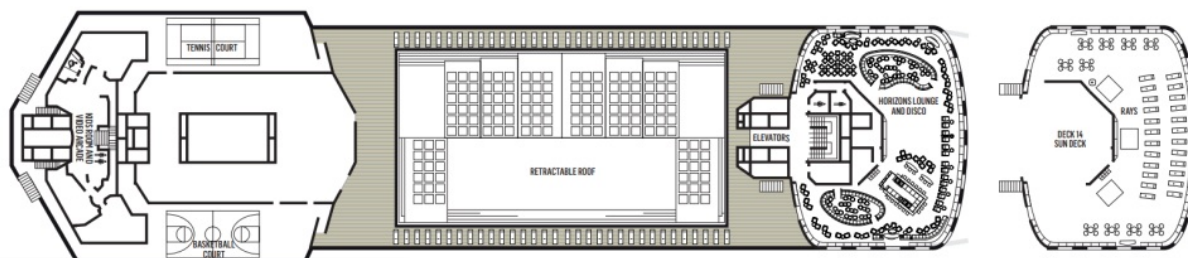 TENNIS COURT
KIDS ROOM AND
VIDEO ARCADE
BASKETBALL
COURT
RETRACTABLE ROOF
ELEVATORS
HORIZONS LOUNGE
AND DISCO
DECK 14
SUN DECK
RAYS